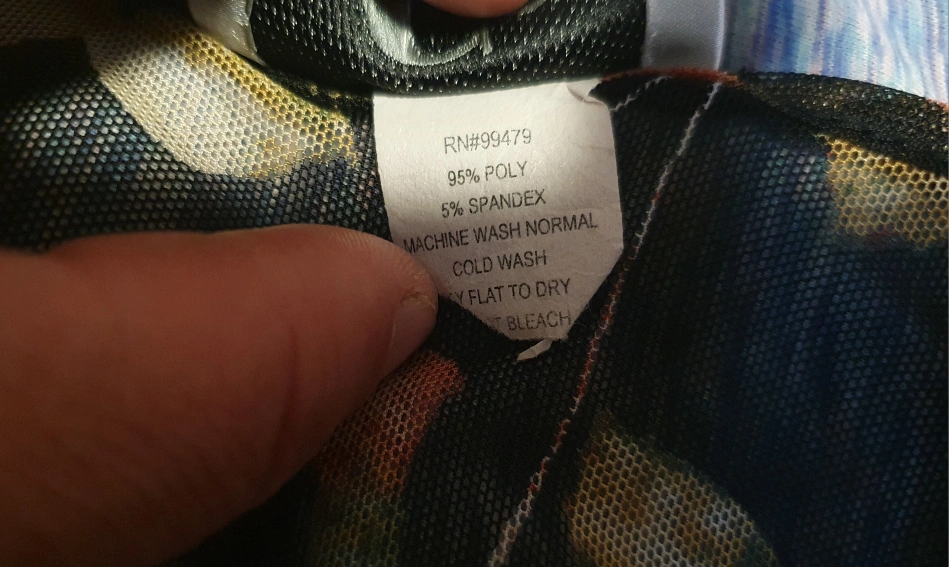 RN#99479
95% POLY
5% SPANDEX
MACHINE WASH NORMAL
COLD WASH
FLAT TO DRY
BLEACH